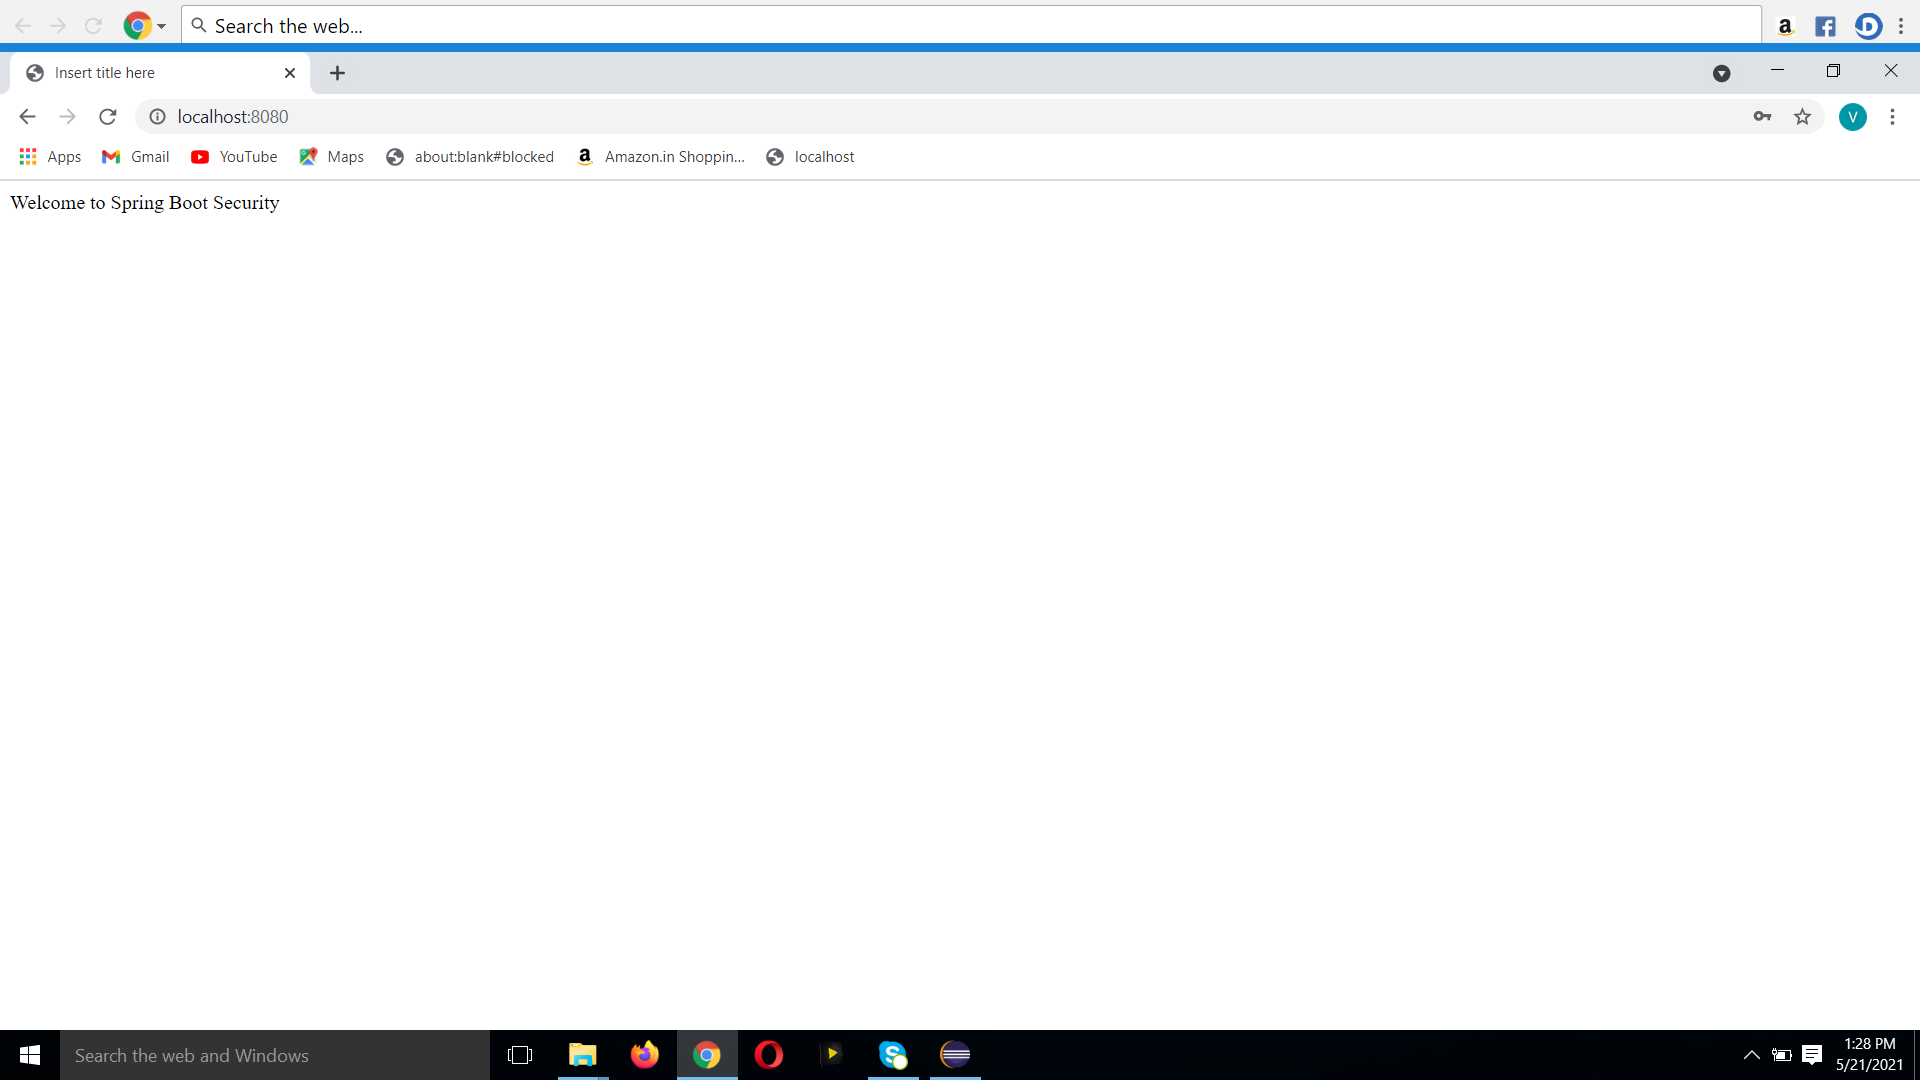 Search the web...
Insert title here
localhost:8080
V
Apps
Gmail
YouTube
Maps
about:blank#blocked
Amazon.in Shoppin...
localhost
Welcome to Spring Boot Security
Search the web and Windows
1:28 PM
5/21/2021